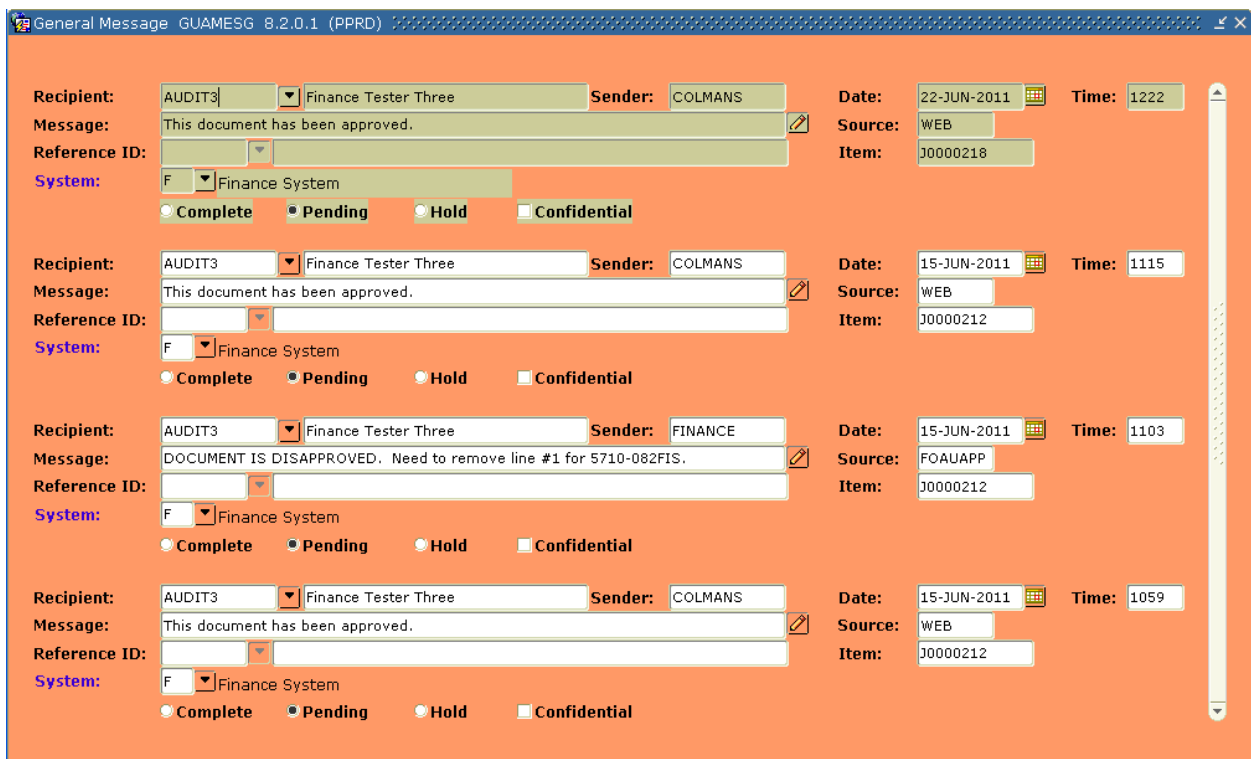 General Message GUAMESG 8.2.0.1 (PPRD)
Recipient: AUDIT3 Finance Tester Three Sender: COLMANS Date: 22-JUN-2011 Time: 1222
Message: This document has been approved. Source: WEB
Reference ID: Item: J0000218
System: F Finance System
Complete Pending Hold Confidential
Recipient: AUDIT3 Finance Tester Three Sender: COLMANS Date: 15-JUN-2011 Time: 1115
Message: This document has been approved. Source: WEB
Reference ID: Item: J0000212
System: F Finance System
Complete Pending Hold Confidential
Recipient: AUDIT3 Finance Tester Three Sender: FINANCE Date: 15-JUN-2011 Time: 1103
Message: DOCUMENT IS DISAPPROVED. Need to remove line #1 for 5710-082FIS. Source: FOAUAPP
Reference ID: Item: J0000212
System: F Finance System
Complete Pending Hold Confidential
Recipient: AUDIT3 Finance Tester Three Sender: COLMANS Date: 15-JUN-2011 Time: 1059
Message: This document has been approved. Source: WEB
Reference ID: Item: J0000212
System: F Finance System
Complete Pending Hold Confidential